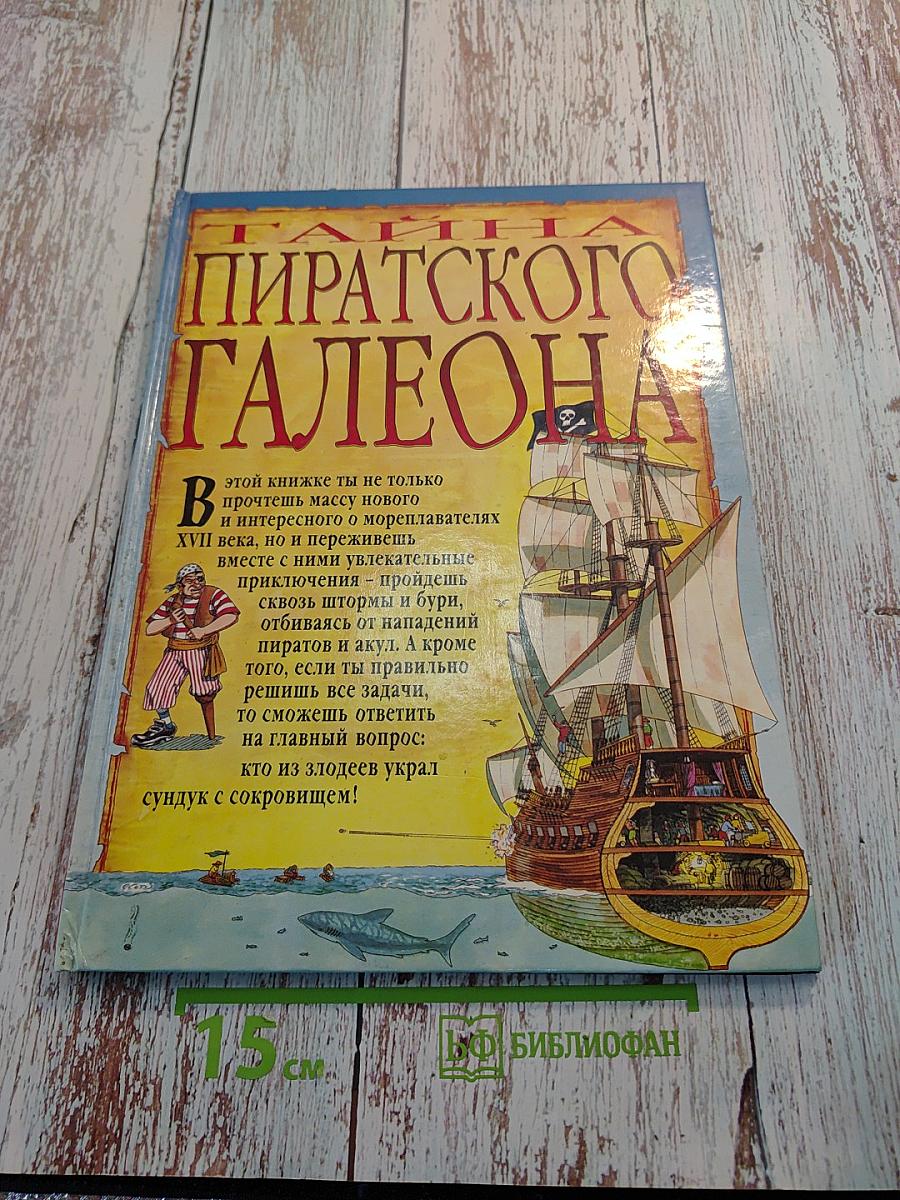 ТАЙНА
ПИРАТСКОГО
ГАЛЕОНА
В этой книжке ты не только
прочтешь массу нового
и интересного о мореплавателях
XVII века, но и переживешь
вместе с ними увлекательные
приключения – пройдешь
сквозь штормы и бури,
отбиваясь от нападений
пиратов и акул. А кроме
того, если ты правильно
решишь все задачи,
то сможешь ответить
на главный вопрос:
кто из злодеев украл
сундук с сокровищем!
15 см
БФ БИБЛИОФАН